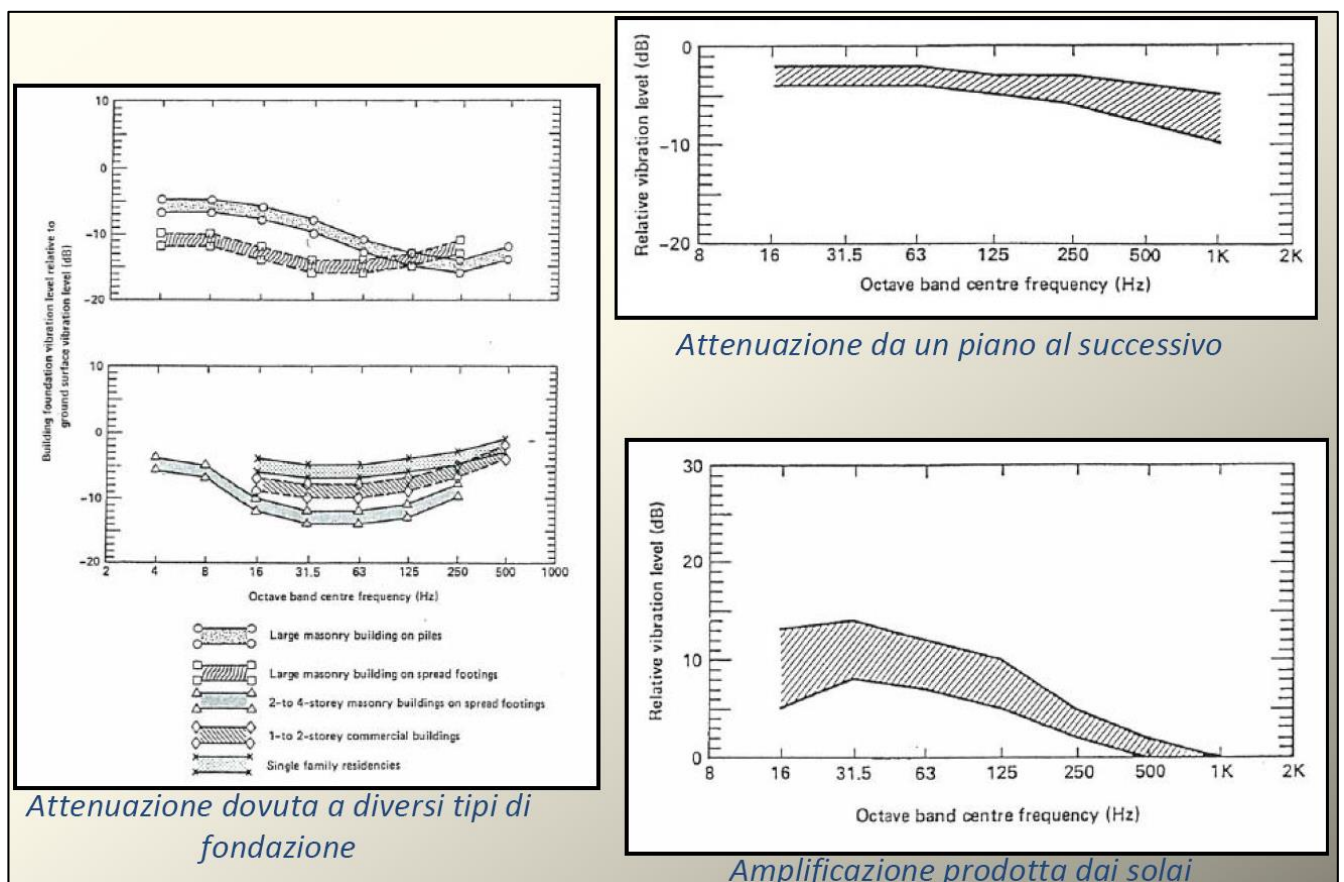 10
0
-10
-20
10
0
-10
-20
2 4 8 16 31.5 63 125 250 500 1000
Octave band centre frequency (Hz)
Building foundation vibration level relative to
ground surface vibration level (dB)
Large masonry building on piles
Large masonry building on spread footings
2-to 4-storey masonry buildings on spread footings
1-to 2-storey commercial buildings
Single family residencies
Attenuazione dovuta a diversi tipi di
fondazione
Relative vibration level (dB)
0
-10
-20
8 16 31.5 63 125 250 500 1K 2K
Octave band centre frequency (Hz)
Attenuazione da un piano al successivo
Relative vibration level (dB)
30
20
10
0
8 16 31.5 63 125 250 500 1K 2K
Octave band centre frequency (Hz)
Amplificazione prodotta dai solai